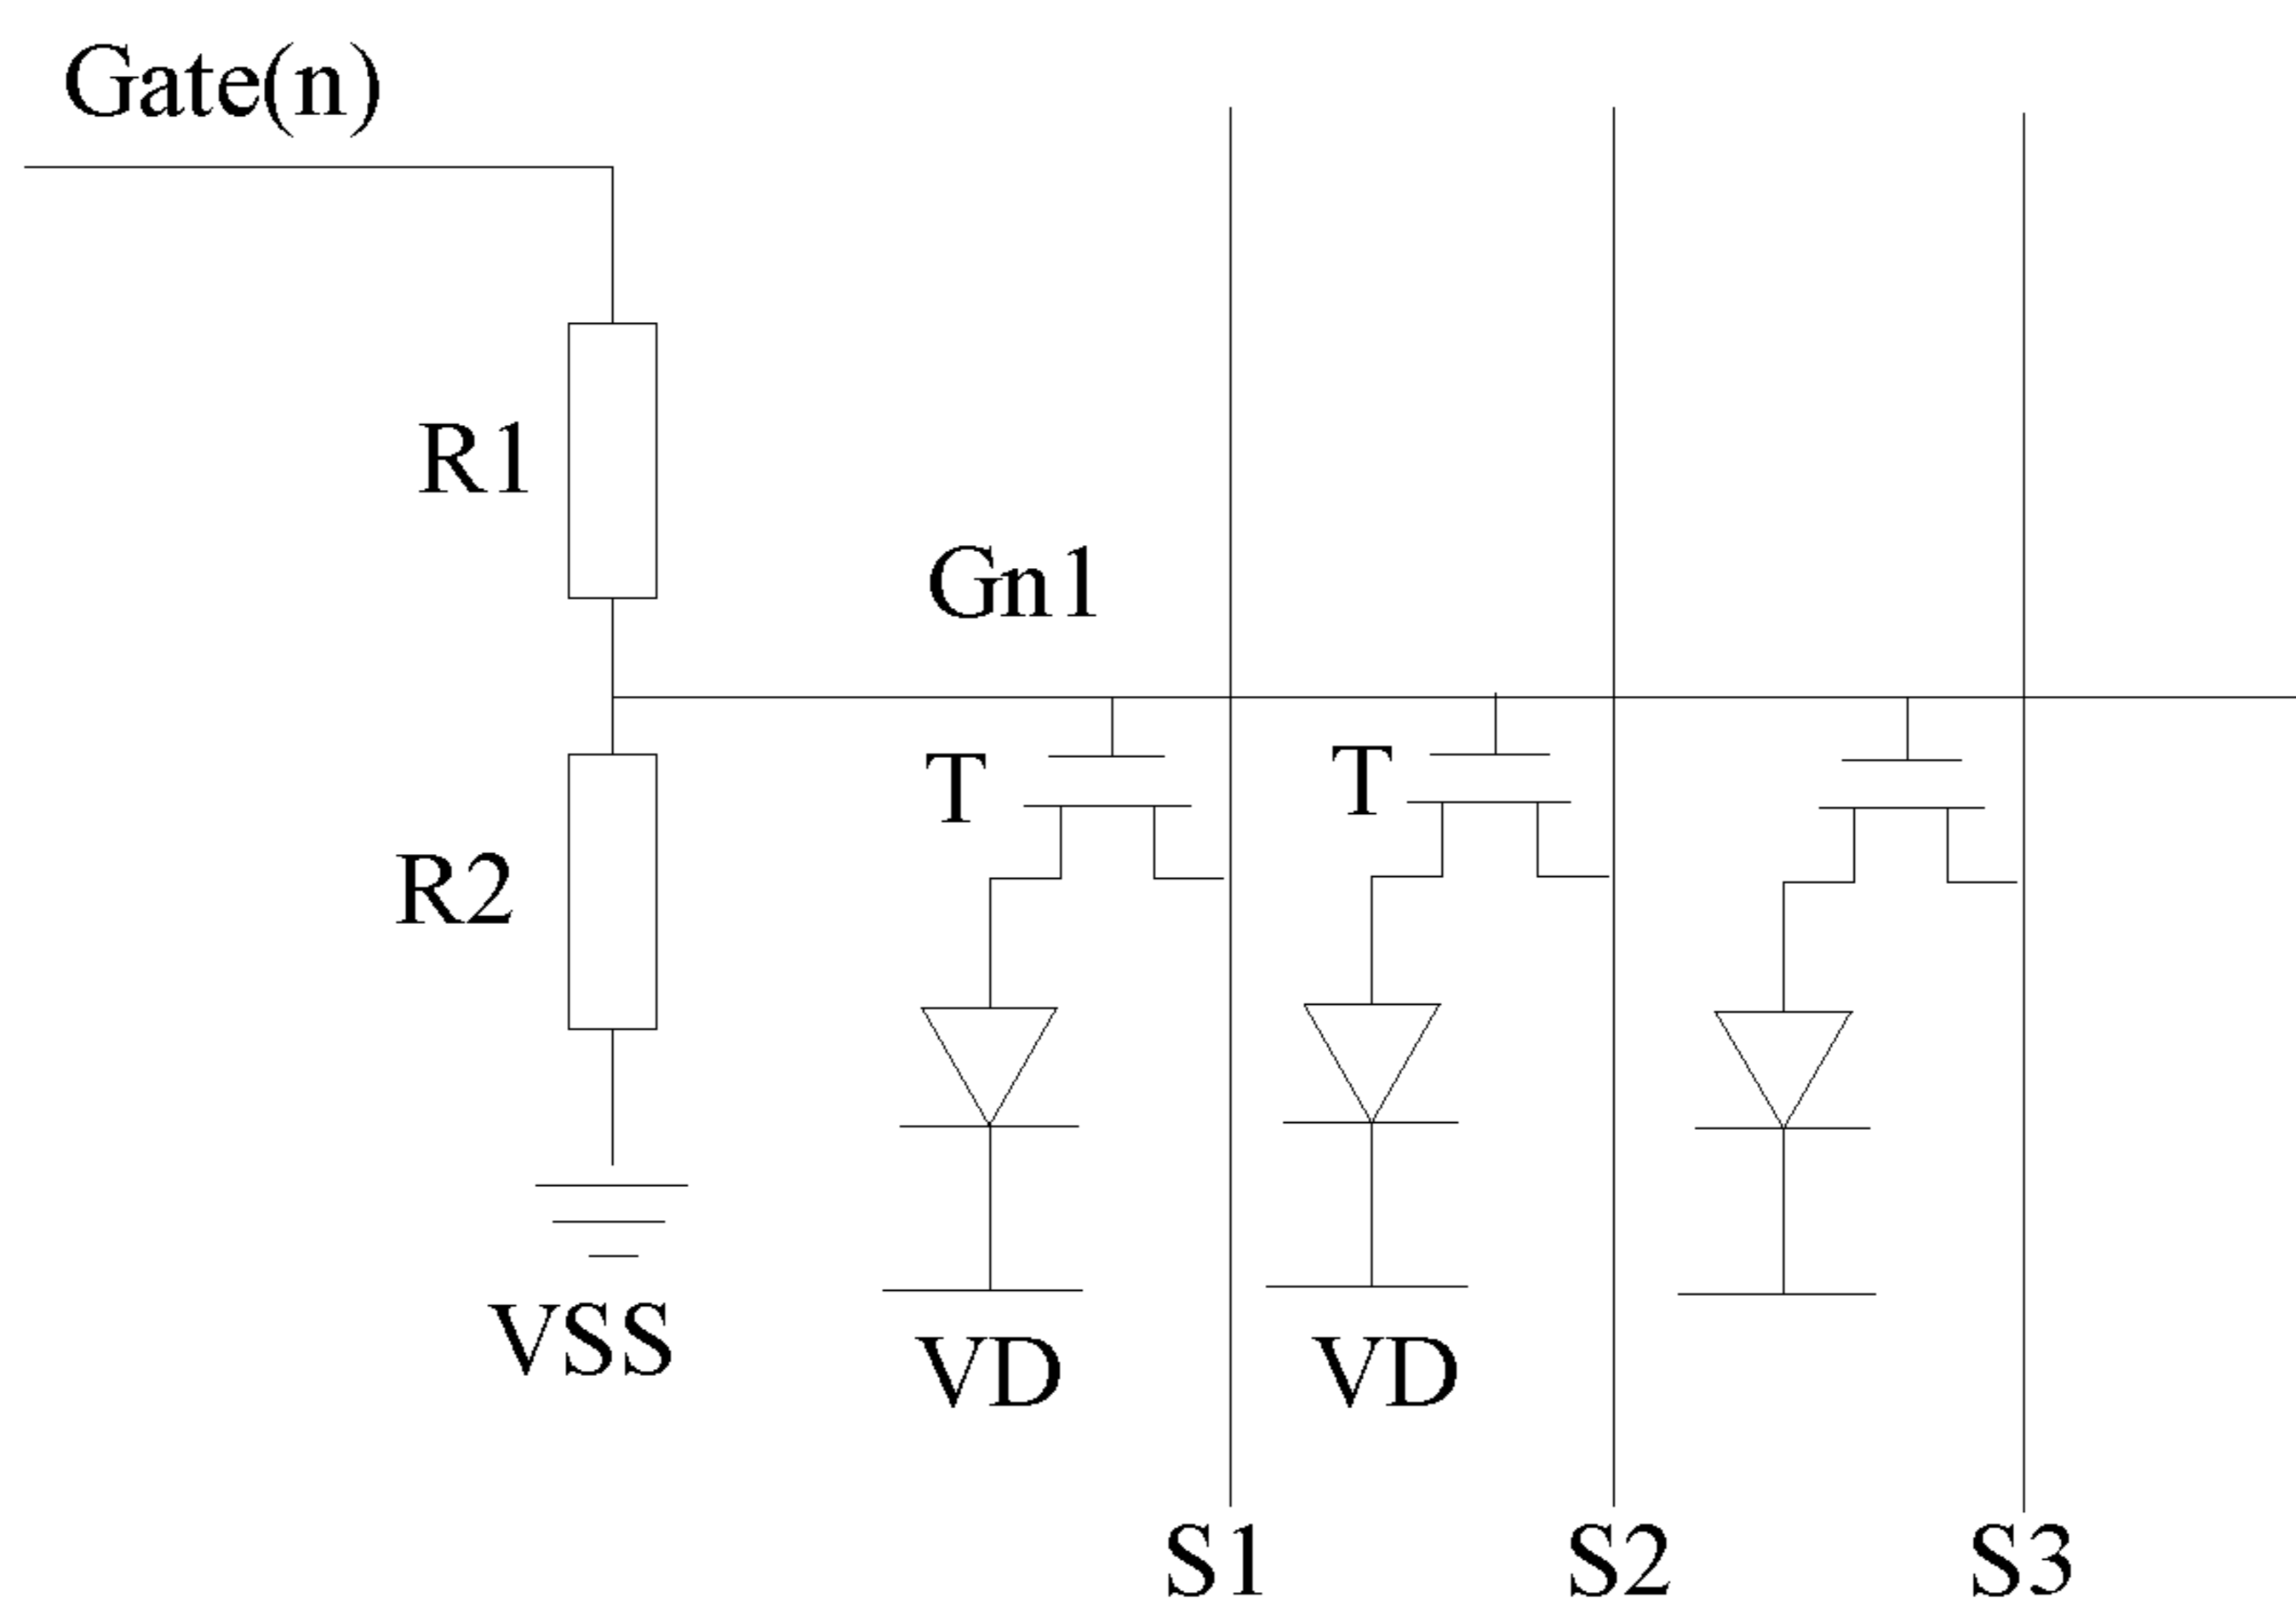 Gate(n)
R1
Gn1
T T
R2
VSS
VD VD
S1 S2 S3